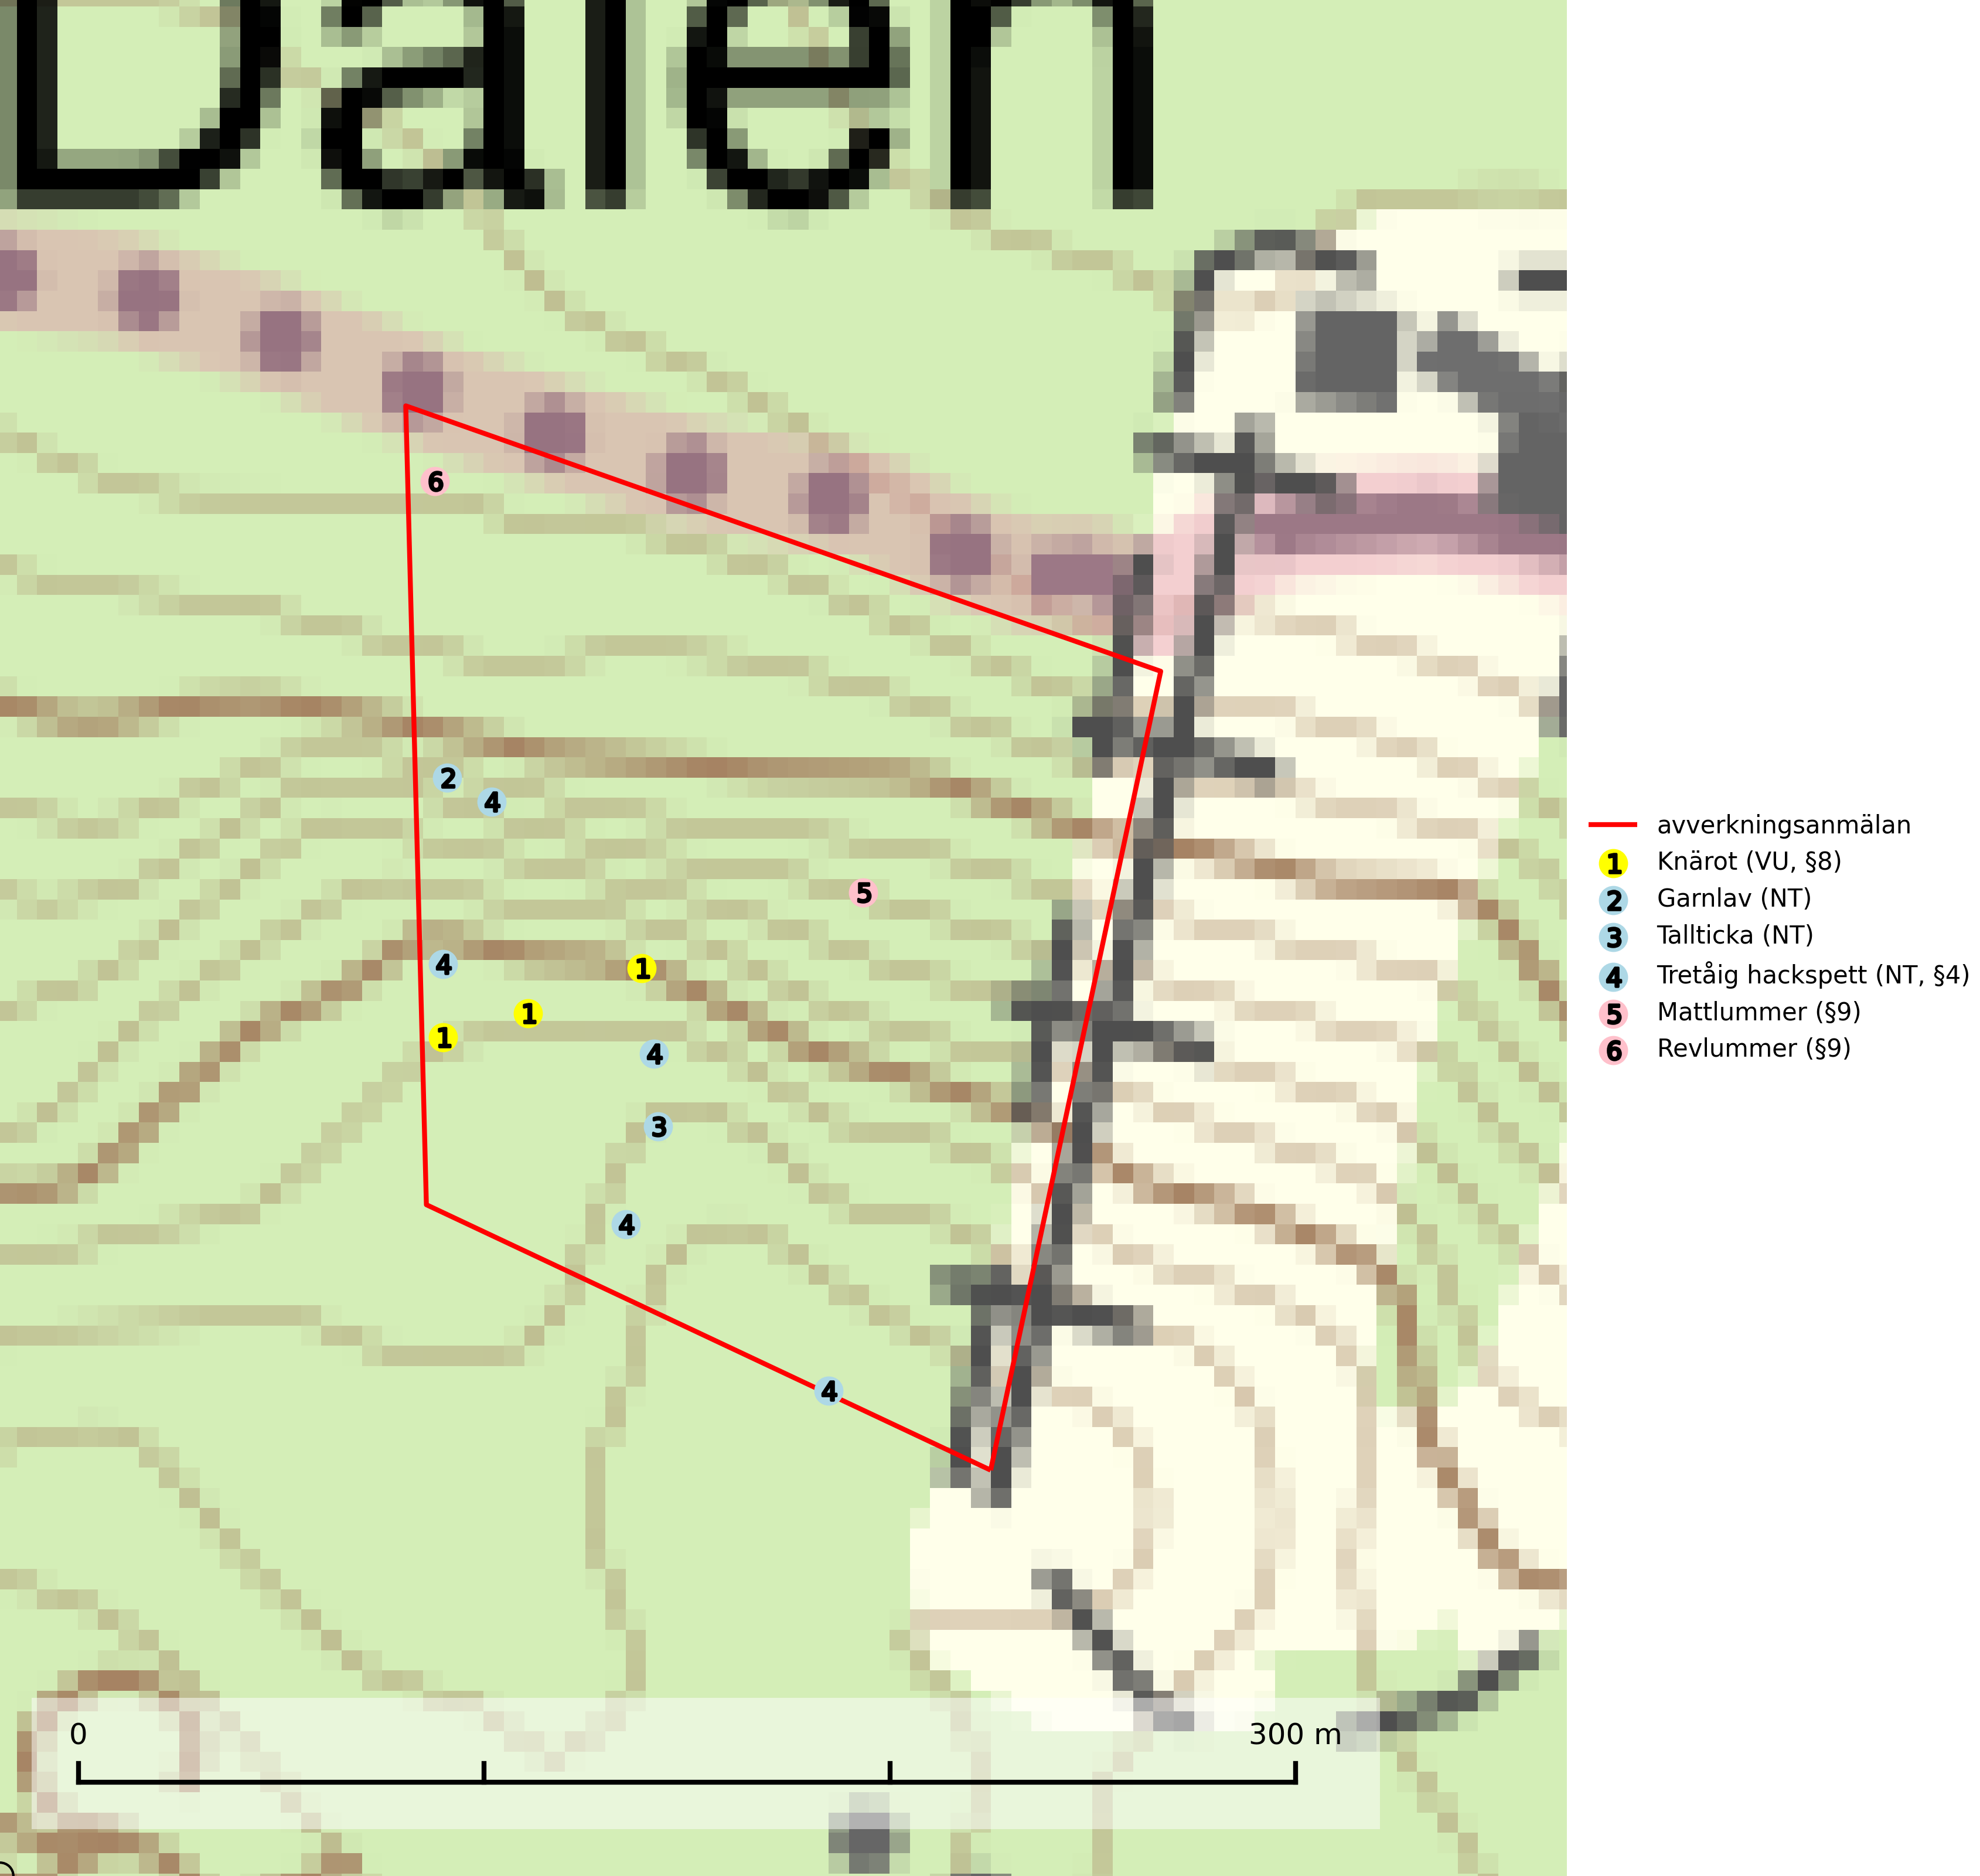 Dalen
6
2
4
5
4
1
1
1
4
3
4
4
avverkningsanmälan
1 Knärot (VU, §8)
2 Garnlav (NT)
3 Tallticka (NT)
4 Tretåig hackspett (NT, §4)
5 Mattlummer (§9)
6 Revlummer (§9)
0 300 m